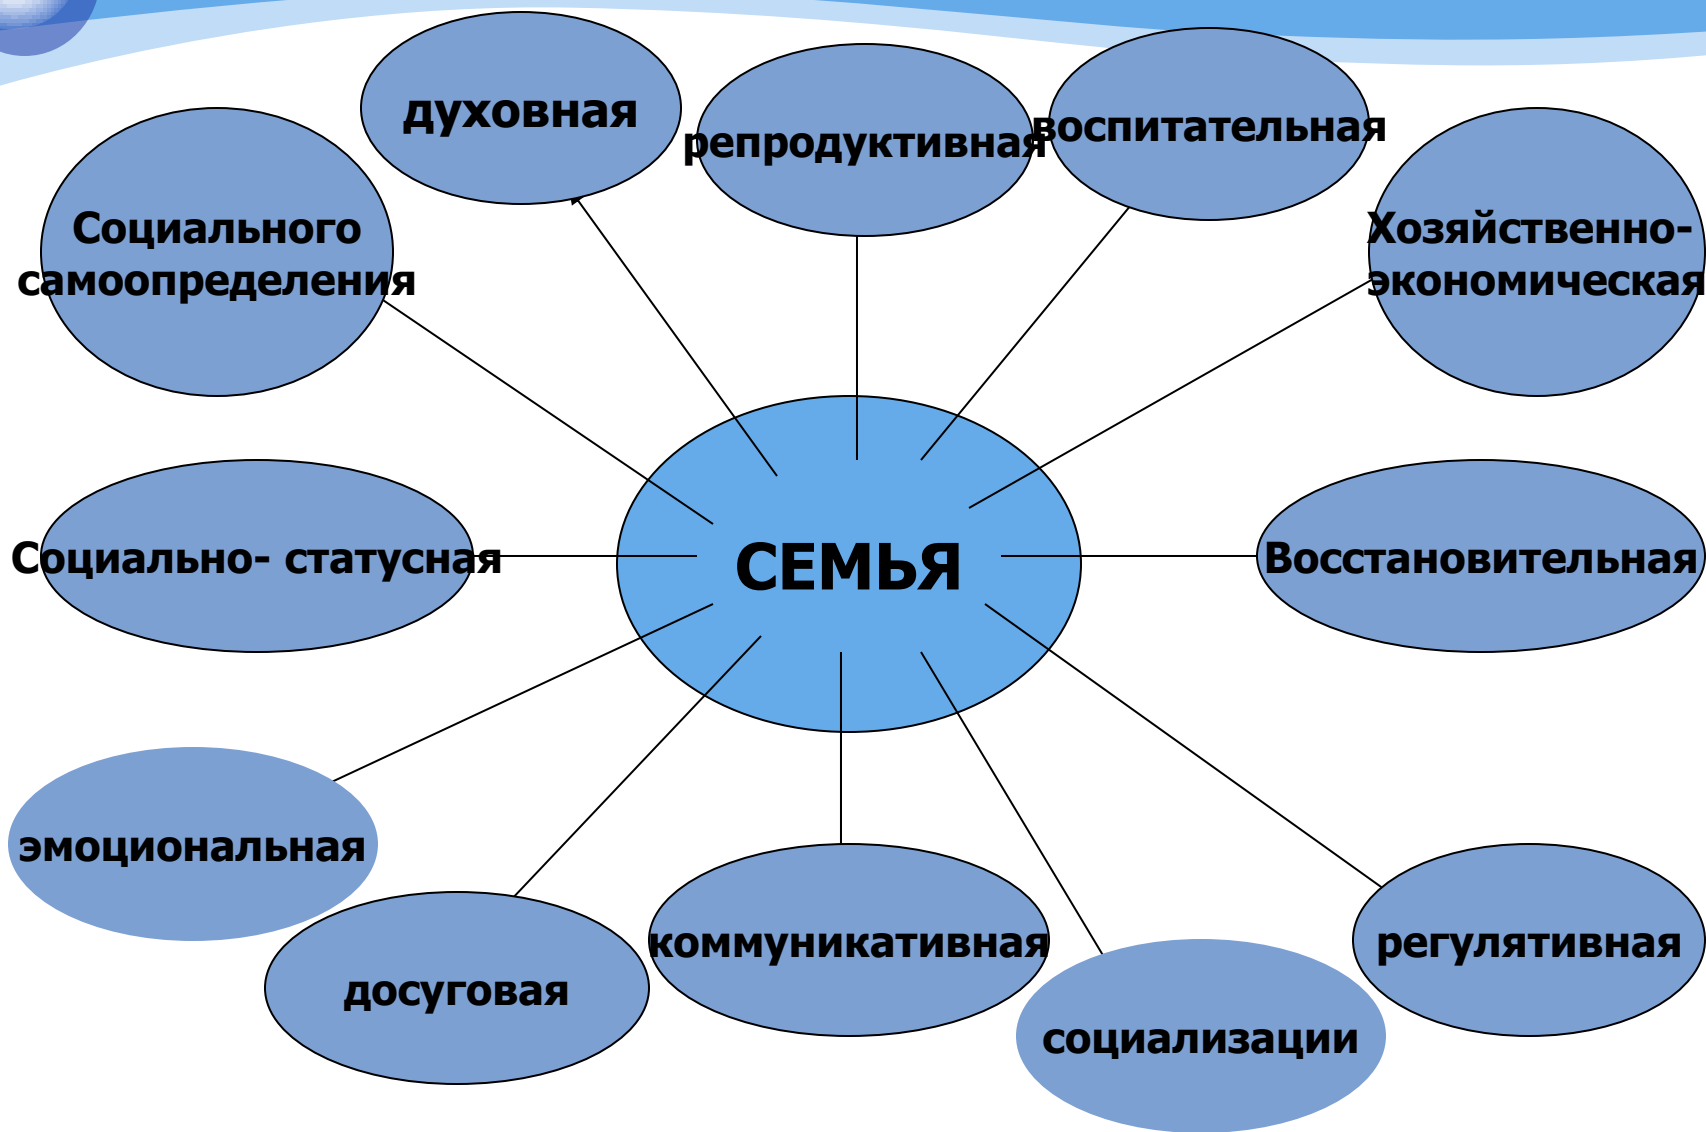 духовная
репродуктивная
воспитательная
Социального
самоопределения
Хозяйственно-
экономическая
Социально- статусная
СЕМЬЯ
Восстановительная
эмоциональная
досуговая
коммуникативная
социализации
регулятивная